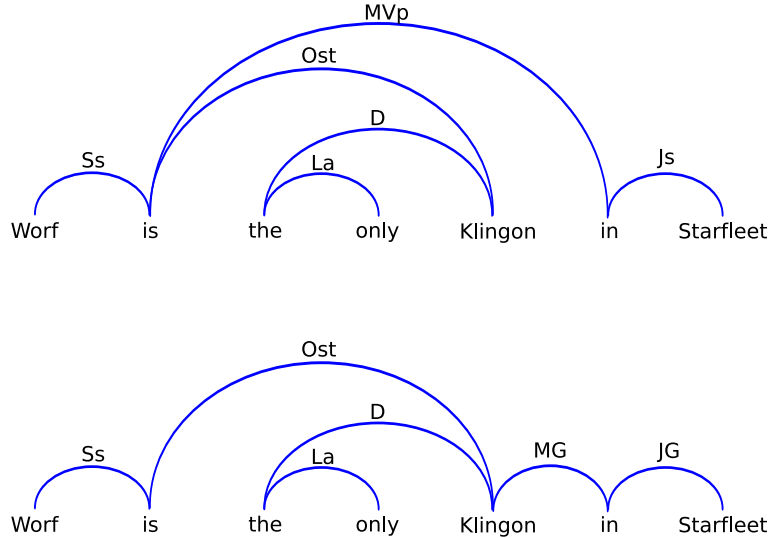 MVp
Ost
D
Ss La Js
Worf is the only Klingon in Starfleet
Ost
D
Ss La MG JG
Worf is the only Klingon in Starfleet